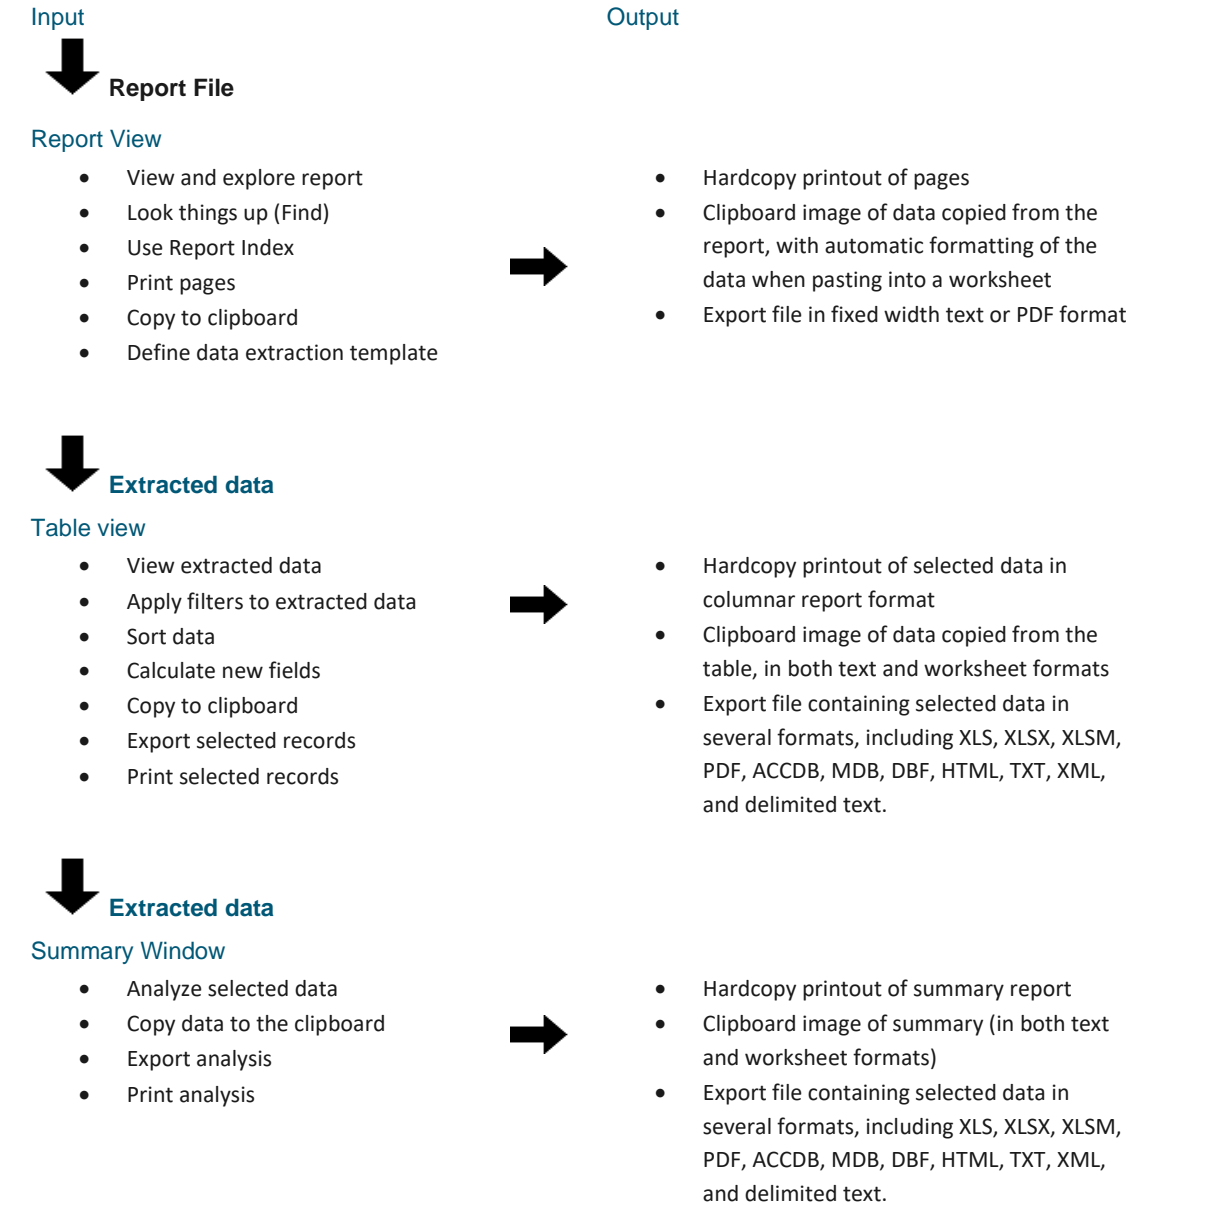 Input
Output
Report File
Report View
• View and explore report
• Look things up (Find)
• Use Report Index
• Print pages
• Copy to clipboard
• Define data extraction template
• Hardcopy printout of pages
• Clipboard image of data copied from the
report, with automatic formatting of the
data when pasting into a worksheet
• Export file in fixed width text or PDF format
Extracted data
Table view
• View extracted data
• Apply filters to extracted data
• Sort data
• Calculate new fields
• Copy to clipboard
• Export selected records
• Print selected records
• Hardcopy printout of selected data in
columnar report format
• Clipboard image of data copied from the
table, in both text and worksheet formats
• Export file containing selected data in
several formats, including XLS, XLSX, XLSM,
PDF, ACCDB, MDB, DBF, HTML, TXT, XML,
and delimited text.
Extracted data
Summary Window
• Analyze selected data
• Copy data to the clipboard
• Export analysis
• Print analysis
• Hardcopy printout of summary report
• Clipboard image of summary (in both text
and worksheet formats)
• Export file containing selected data in
several formats, including XLS, XLSX, XLSM,
PDF, ACCDB, MDB, DBF, HTML, TXT, XML,
and delimited text.